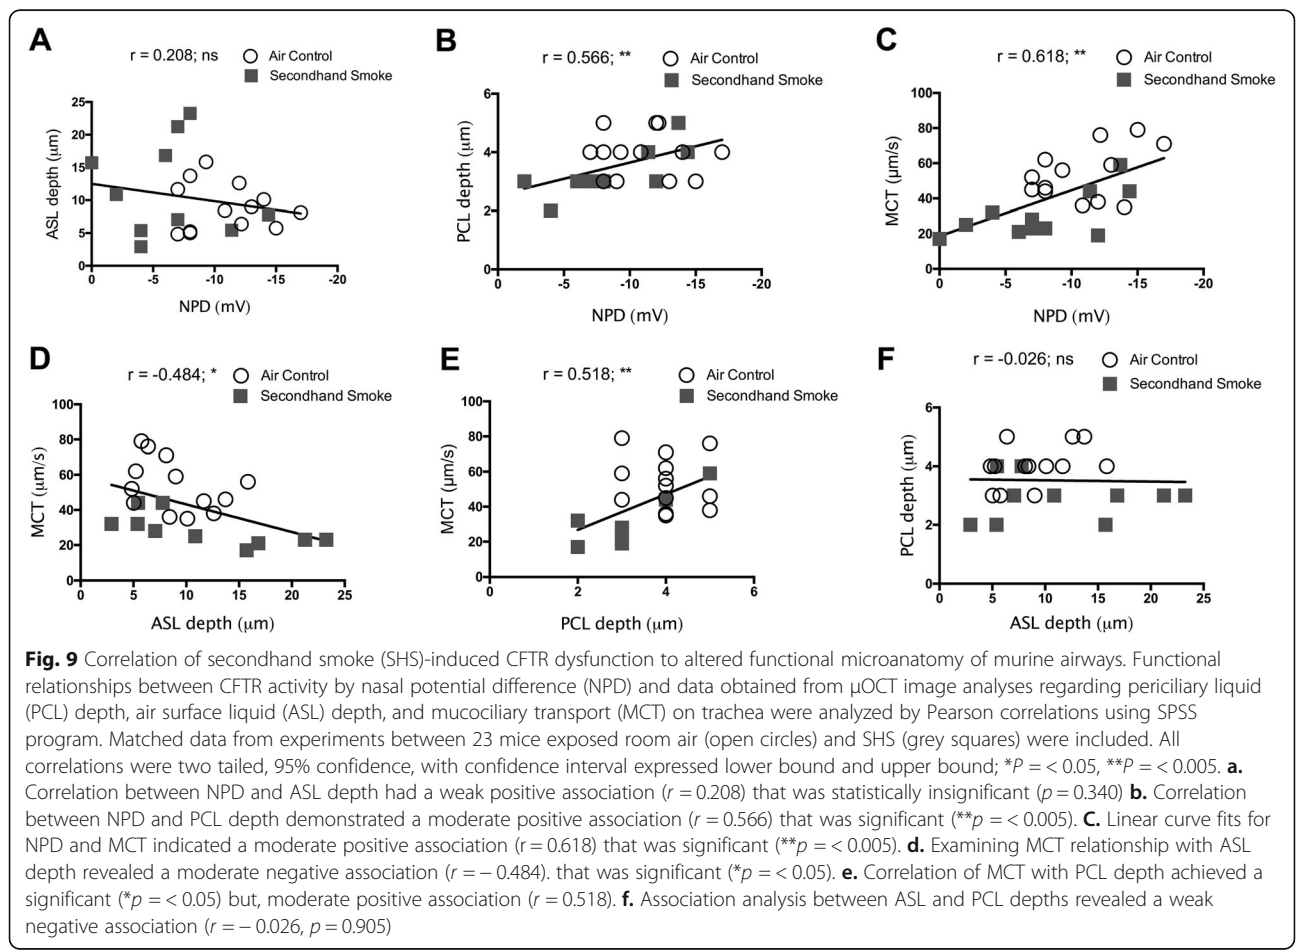 A
r = 0.208; ns
Air Control
Secondhand Smoke
25
20
15
10
5
0
ASL depth (µm)
0 -5 -10 -15 -20
NPD (mV)
B
r = 0.566; **
Air Control
Secondhand Smoke
6
4
2
0
PCL depth (µm)
0 -5 -10 -15 -20
NPD (mV)
C
r = 0.618; **
Air Control
Secondhand Smoke
100
80
60
40
20
0
MCT (µm/s)
0 -5 -10 -15 -20
NPD (mV)
D
r = -0.484; *
Air Control
Secondhand Smoke
100
80
60
40
20
0
MCT (µm/s)
0 5 10 15 20 25
ASL depth (µm)
E
r = 0.518; **
Air Control
Secondhand Smoke
100
80
60
40
20
0
MCT (µm/s)
0 2 4 6
PCL depth (µm)
F
r = -0.026; ns
Air Control
Secondhand Smoke
6
4
2
0
PCL depth (µm)
0 5 10 15 20 25
ASL depth (µm)
Fig. 9 Correlation of secondhand smoke (SHS)-induced CFTR dysfunction to altered functional microanatomy of murine airways. Functional
relationships between CFTR activity by nasal potential difference (NPD) and data obtained from µOCT image analyses regarding periciliary liquid
(PCL) depth, air surface liquid (ASL) depth, and mucociliary transport (MCT) on trachea were analyzed by Pearson correlations using SPSS
program. Matched data from experiments between 23 mice exposed room air (open circles) and SHS (grey squares) were included. All
correlations were two tailed, 95% confidence, with confidence interval expressed lower bound and upper bound; *P = < 0.05, **P = < 0.005. a.
Correlation between NPD and ASL depth had a weak positive association (r = 0.208) that was statistically insignificant (p = 0.340) b. Correlation
between NPD and PCL depth demonstrated a moderate positive association (r = 0.566) that was significant (**p = < 0.005). C. Linear curve fits for
NPD and MCT indicated a moderate positive association (r = 0.618) that was significant (**p = < 0.005). d. Examining MCT relationship with ASL
depth revealed a moderate negative association (r = − 0.484). that was significant (*p = < 0.05). e. Correlation of MCT with PCL depth achieved a
significant (*p = < 0.05) but, moderate positive association (r = 0.518). f. Association analysis between ASL and PCL depths revealed a weak
negative association (r = − 0.026, p = 0.905)